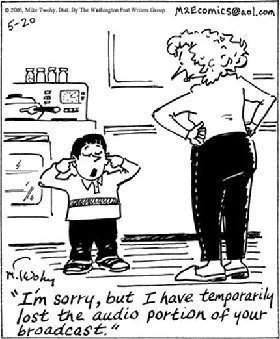 © 2006, Mike Twohy. Dist. By The Washington Post Writers Group
M2Ecomics@aol.com
5-20
M. Twohy
"I'm sorry, but I have temporarily
lost the audio portion of your
broadcast."